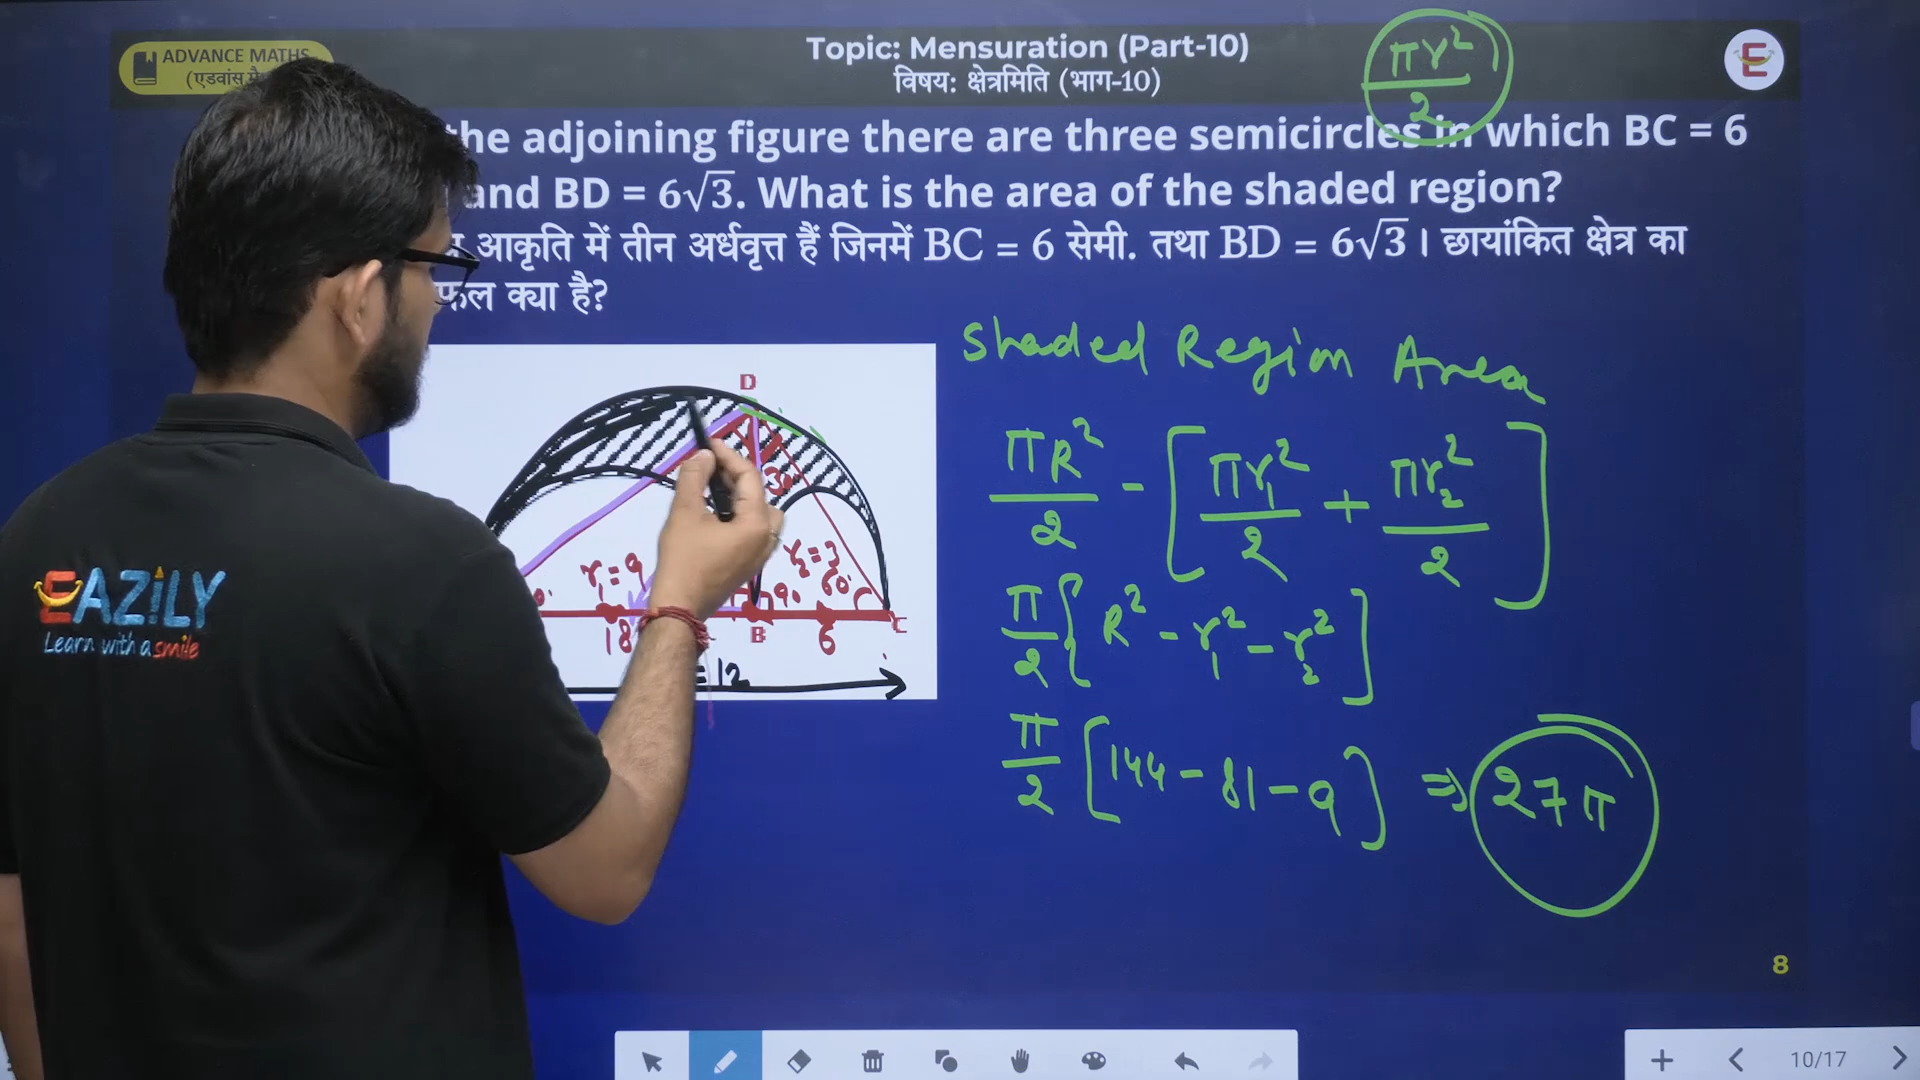 ADVANCE MATHS
Topic: Mensuration (Part-10)
विषय: क्षेत्रमिति (भाग-10)
πr²/2
the adjoining figure there are three semicircles in which BC = 6
and BD = 6√3. What is the area of the shaded region?
आकृति में तीन अर्धवृत्त हैं जिनमें BC = 6 सेमी. तथा BD = 6√3। छायांकित क्षेत्र का
क्या है?
Shaded Region Area
πR²/2 - [πr₁²/2 + πr₂²/2]
π/2 [R² - r₁² - r₂²]
π/2 [144 - 81 - 9] ⇒ 27π
D
30
r₁=9
r₂=3
60°
90
18
B
6
C
= 12
EAZILY
Learn with a smile
8
10/17